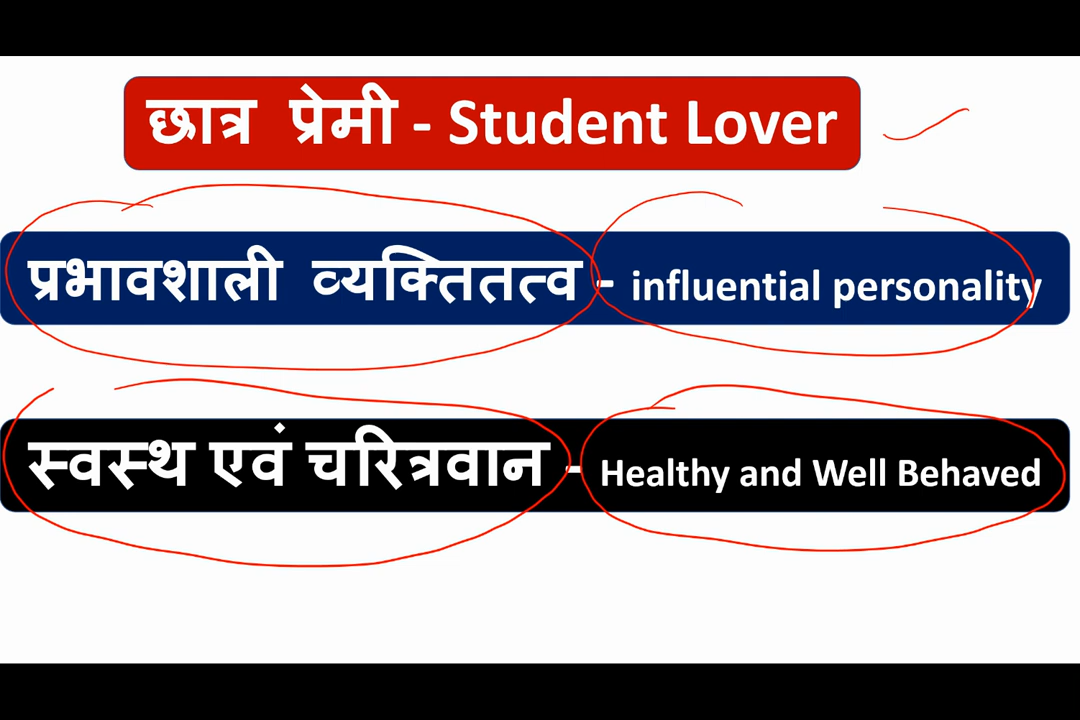 छात्र प्रेमी - Student Lover
प्रभावशाली व्यक्तितत्व - influential personality
स्वस्थ एवं चरित्रवान - Healthy and Well Behaved